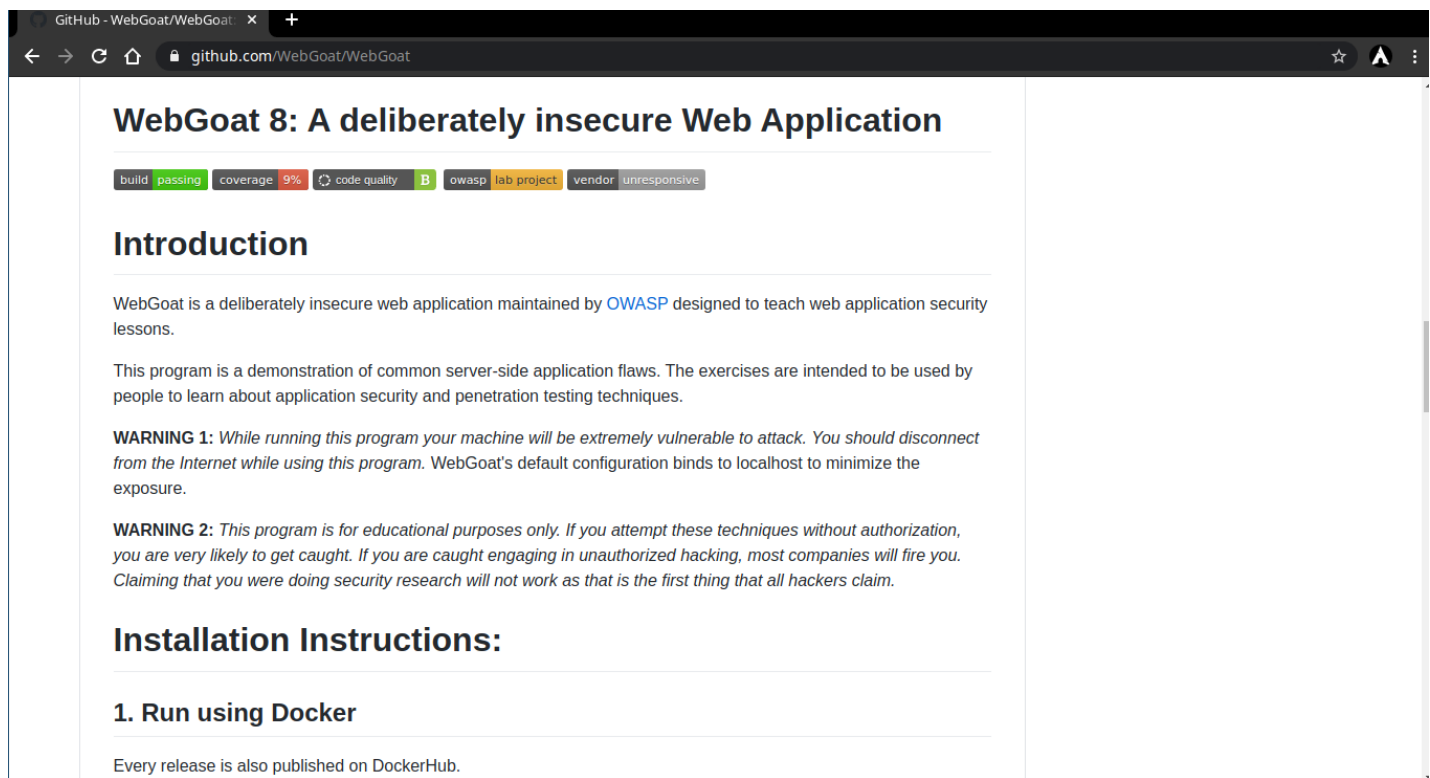 GitHub - WebGoat/WebGoat:
github.com/WebGoat/WebGoat
WebGoat 8: A deliberately insecure Web Application
build passing coverage 9% code quality B owasp lab project vendor unresponsive
Introduction
WebGoat is a deliberately insecure web application maintained by OWASP designed to teach web application security
lessons.
This program is a demonstration of common server-side application flaws. The exercises are intended to be used by
people to learn about application security and penetration testing techniques.
WARNING 1: While running this program your machine will be extremely vulnerable to attack. You should disconnect
from the Internet while using this program. WebGoat's default configuration binds to localhost to minimize the
exposure.
WARNING 2: This program is for educational purposes only. If you attempt these techniques without authorization,
you are very likely to get caught. If you are caught engaging in unauthorized hacking, most companies will fire you.
Claiming that you were doing security research will not work as that is the first thing that all hackers claim.
Installation Instructions:
1. Run using Docker
Every release is also published on DockerHub.